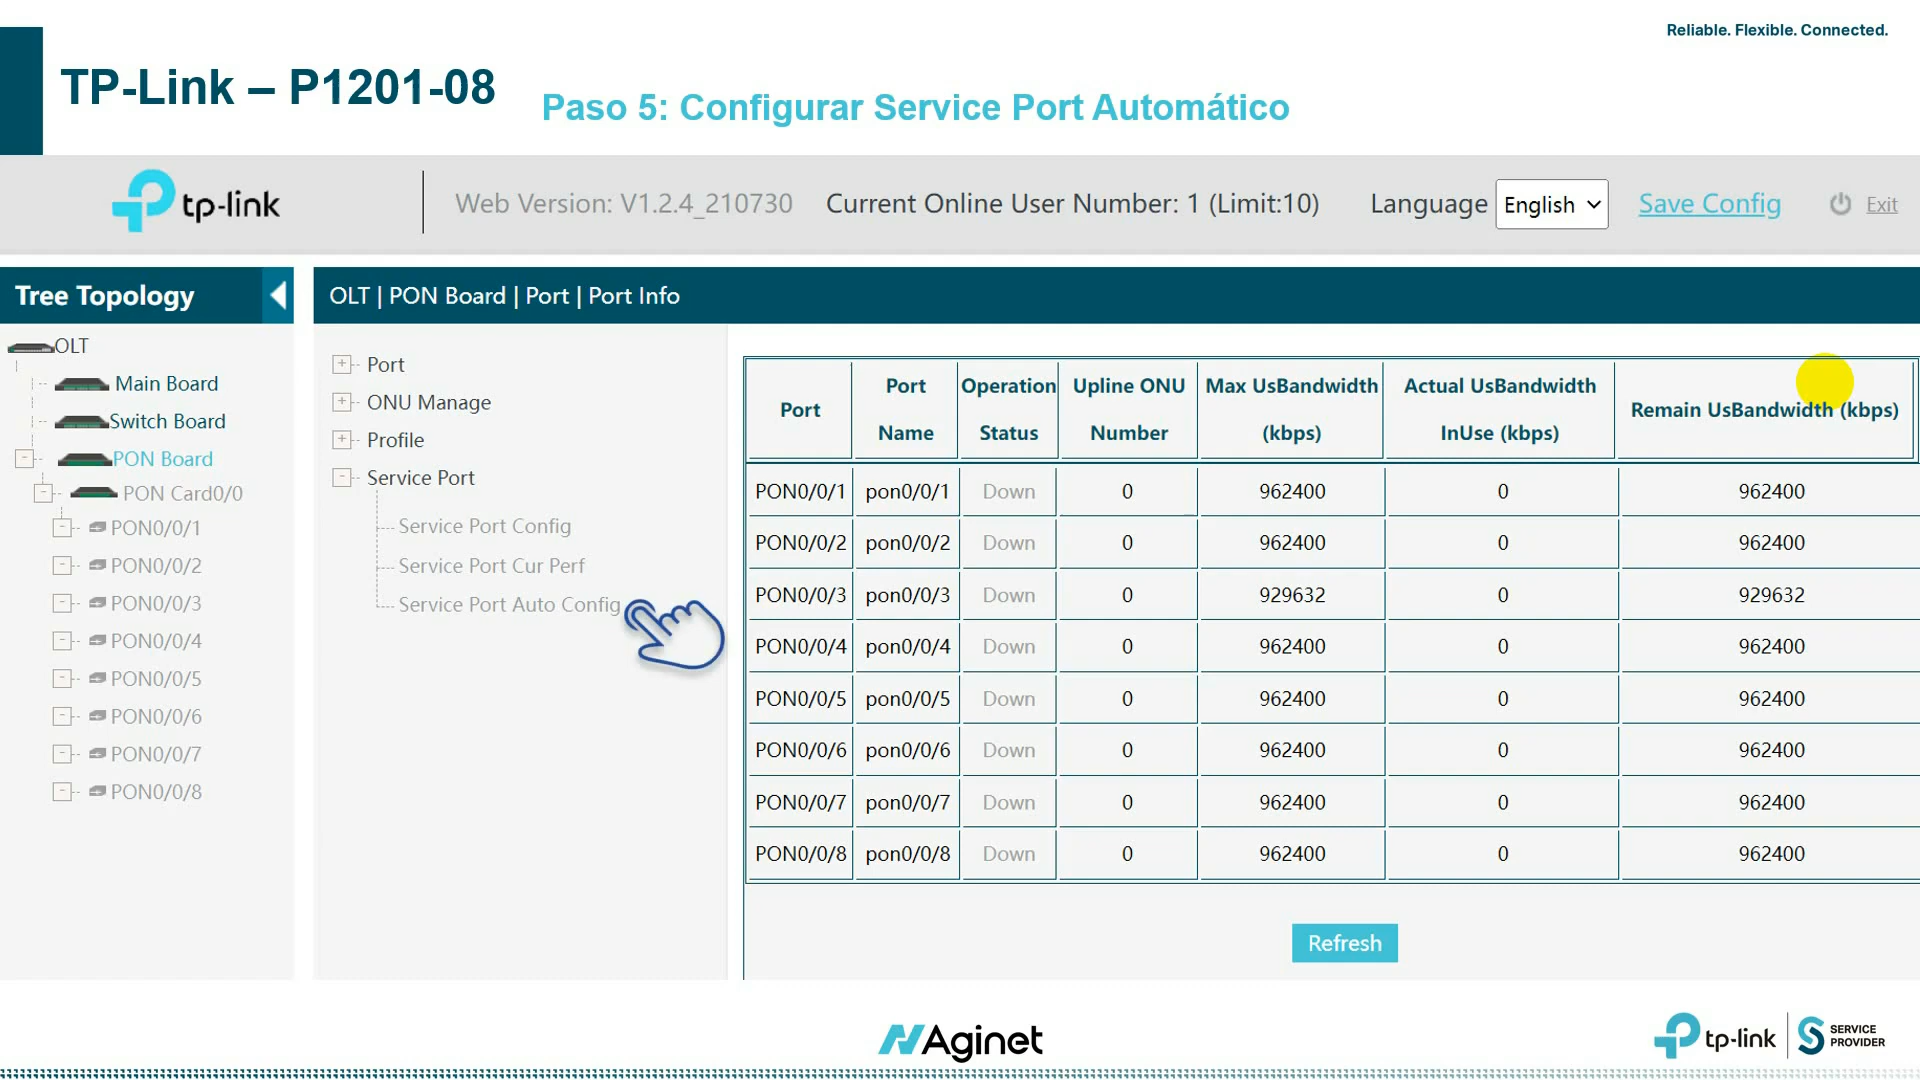 Reliable. Flexible. Connected.
TP-Link – P1201-08
Paso 5: Configurar Service Port Automático
tp-link
Web Version: V1.2.4_210730
Current Online User Number: 1 (Limit:10)
Language English
Save Config
Exit
Tree Topology
OLT | PON Board | Port | Port Info
OLT
Main Board
Switch Board
PON Board
PON Card0/0
PON0/0/1
PON0/0/2
PON0/0/3
PON0/0/4
PON0/0/5
PON0/0/6
PON0/0/7
PON0/0/8
Port
ONU Manage
Profile
Service Port
Service Port Config
Service Port Cur Perf
Service Port Auto Config
Port | Port Name | Operation Status | Upline ONU Number | Max UsBandwidth (kbps) | Actual UsBandwidth InUse (kbps) | Remain UsBandwidth (kbps)
PON0/0/1 pon0/0/1 Down 0 962400 0 962400
PON0/0/2 pon0/0/2 Down 0 962400 0 962400
PON0/0/3 pon0/0/3 Down 0 929632 0 929632
PON0/0/4 pon0/0/4 Down 0 962400 0 962400
PON0/0/5 pon0/0/5 Down 0 962400 0 962400
PON0/0/6 pon0/0/6 Down 0 962400 0 962400
PON0/0/7 pon0/0/7 Down 0 962400 0 962400
PON0/0/8 pon0/0/8 Down 0 962400 0 962400
Refresh
Aginet
tp-link
SERVICE
PROVIDER